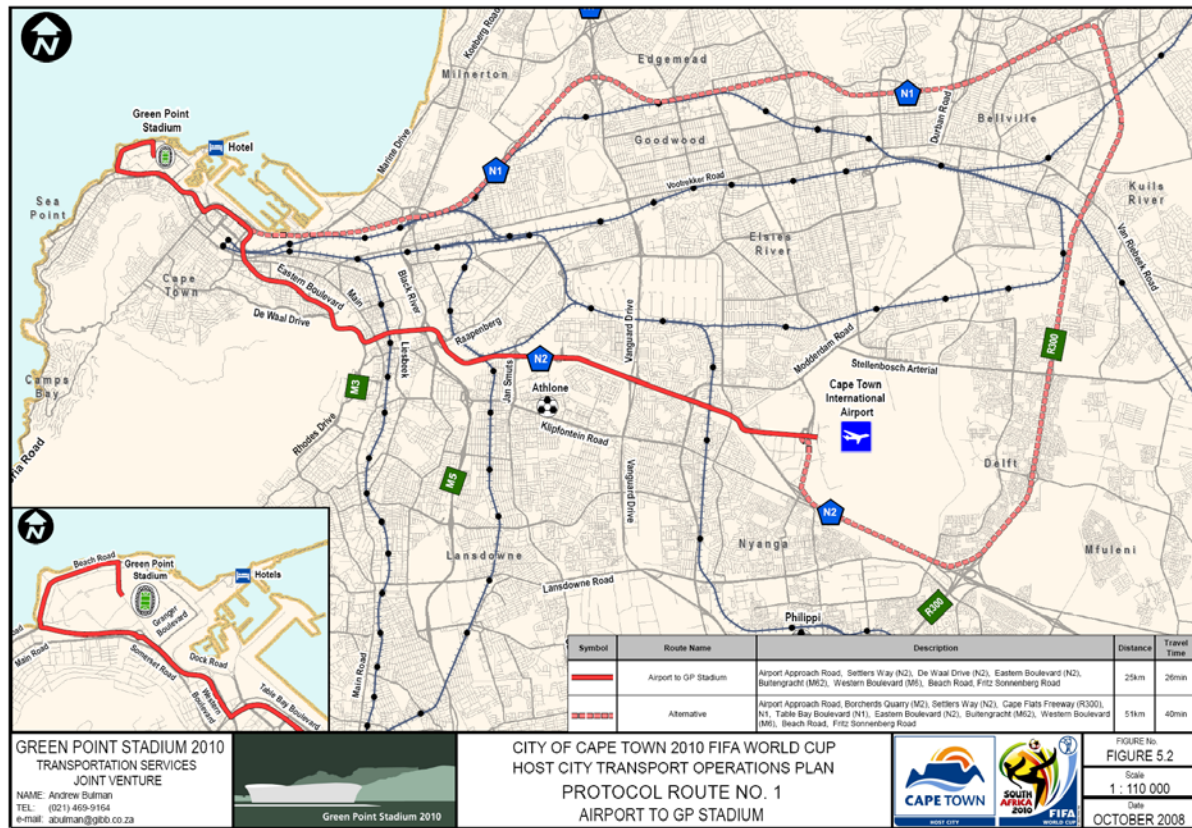 N
Koeberg Road
Edgemead
Milnerton
N1
Durban Road
Bellville
Green Point
Stadium
Hotel
Marine Drive
Goodwood
N1
Vootrekker Road
Sea
Point
Kuils
River
Elsies
River
Van Riebeek Road
Cape
Town
Eastern Boulevard
Main
Black River
De Waal Drive
Raapenberg
Liesbeek
Vanguard Drive
Modderdam Road
R300
N2
Stellenbosch Arterial
Camps
Bay
M3
Jan Smuts
Athlone
Cape Town
International
Airport
Klipfontein Road
Rhodes Drive
ria Road
M5
Vanguard Drive
Delft
N2
Nyanga
Lansdowne
Mfuleni
Lansdowne Road
R300
Philippi
Main Road
N
Beach Road
Green Point
Stadium
Hotels
Granger
Boulevard
oad
Main Road
Somerset Road
Dock Road
Western
Boulevard
Table Bay Boulevard
Symbol Route Name Description Distance Travel Time
Airport to GP Stadium Airport Approach Road, Settlers Way (N2), De Waal Drive (N2), Eastern Boulevard (N2),
Buitengracht (M62), Western Boulevard (M6), Beach Road, Fritz Sonnenberg Road 25km 26min
Alternative Airport Approach Road, Borcherds Quarry (M2), Settlers Way (N2), Cape Flats Freeway (R300),
N1, Table Bay Boulevard (N1), Eastern Boulevard (N2), Buitengracht (M62), Western Boulevard
(M6), Beach Road, Fritz Sonnenberg Road 51km 40min
GREEN POINT STADIUM 2010
TRANSPORTATION SERVICES
JOINT VENTURE
NAME: Andrew Bulman
TEL: (021) 469-9164
e-mail: abulman@gibb.co.za
Green Point Stadium 2010
CITY OF CAPE TOWN 2010 FIFA WORLD CUP
HOST CITY TRANSPORT OPERATIONS PLAN
PROTOCOL ROUTE NO. 1
AIRPORT TO GP STADIUM
CAPE TOWN
HOST CITY
SOUTH
AFRICA
2010
FIFA
WORLD CUP
FIGURE No.
FIGURE 5.2
Scale
1 : 110 000
Date
OCTOBER 2008